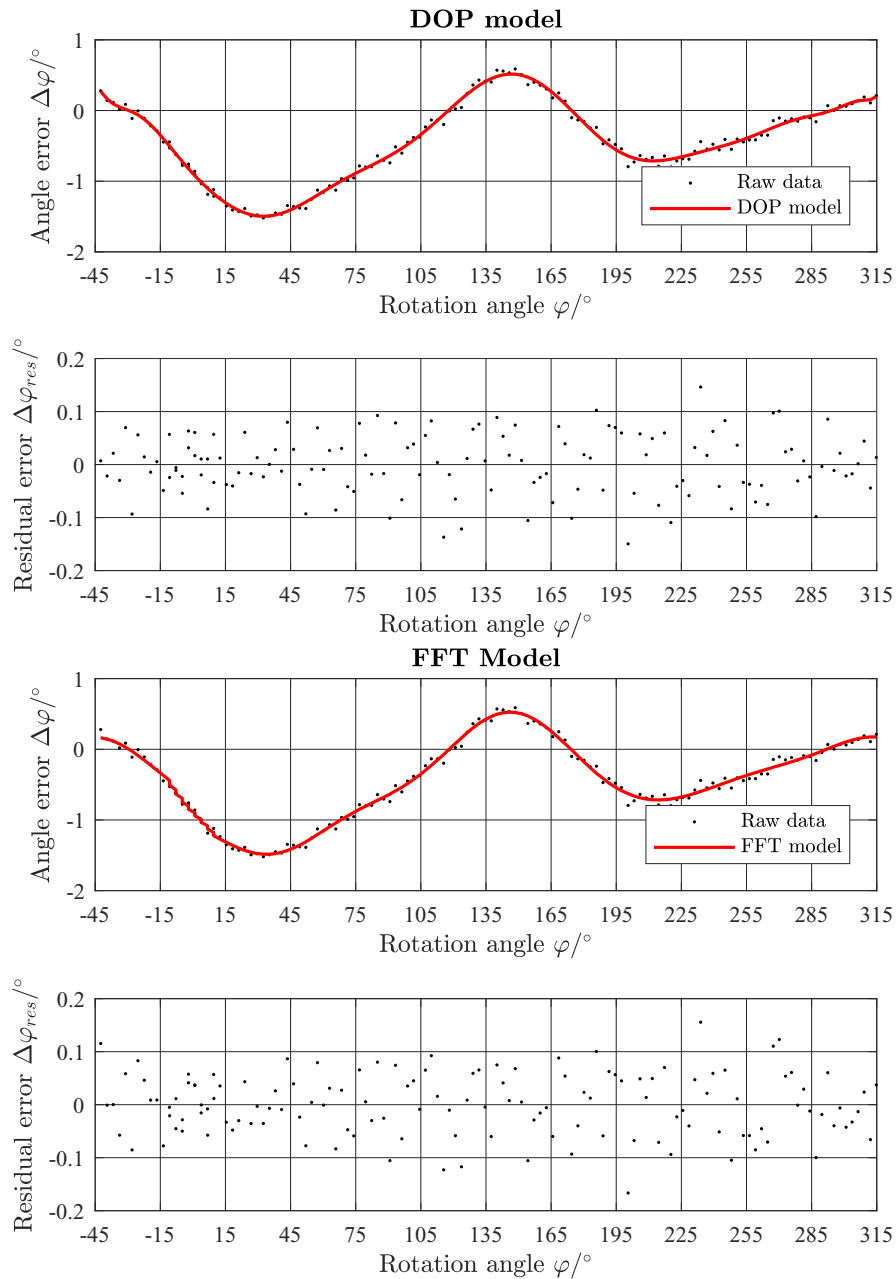 DOP model
Angle error Δφ/°
1
0
-1
-2
Raw data
DOP model
-45 -15 15 45 75 105 135 165 195 225 255 285 315
Rotation angle φ/°
Residual error Δφres/°
0.2
0.1
0
-0.1
-0.2
-45 -15 15 45 75 105 135 165 195 225 255 285 315
Rotation angle φ/°
FFT Model
Angle error Δφ/°
1
0
-1
-2
Raw data
FFT model
-45 -15 15 45 75 105 135 165 195 225 255 285 315
Rotation angle φ/°
Residual error Δφres/°
0.2
0.1
0
-0.1
-0.2
-45 -15 15 45 75 105 135 165 195 225 255 285 315
Rotation angle φ/°